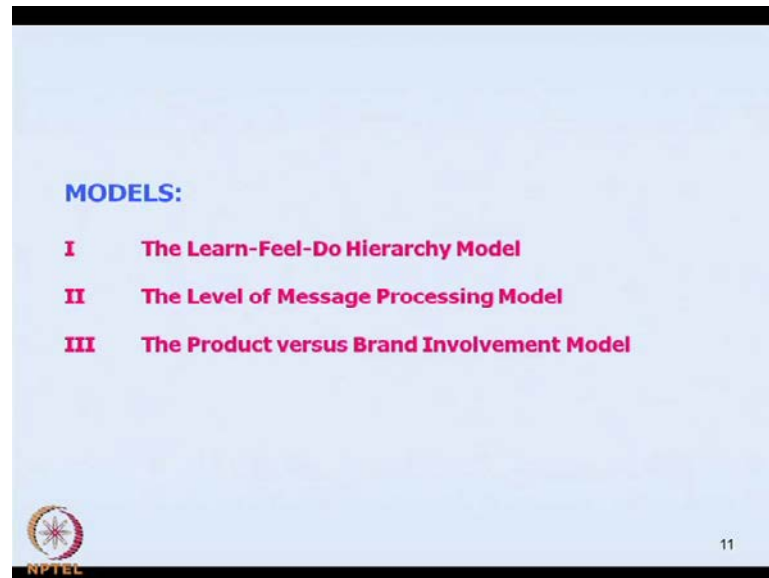 MODELS:
I The Learn-Feel-Do Hierarchy Model
II The Level of Message Processing Model
III The Product versus Brand Involvement Model
NPTEL
11